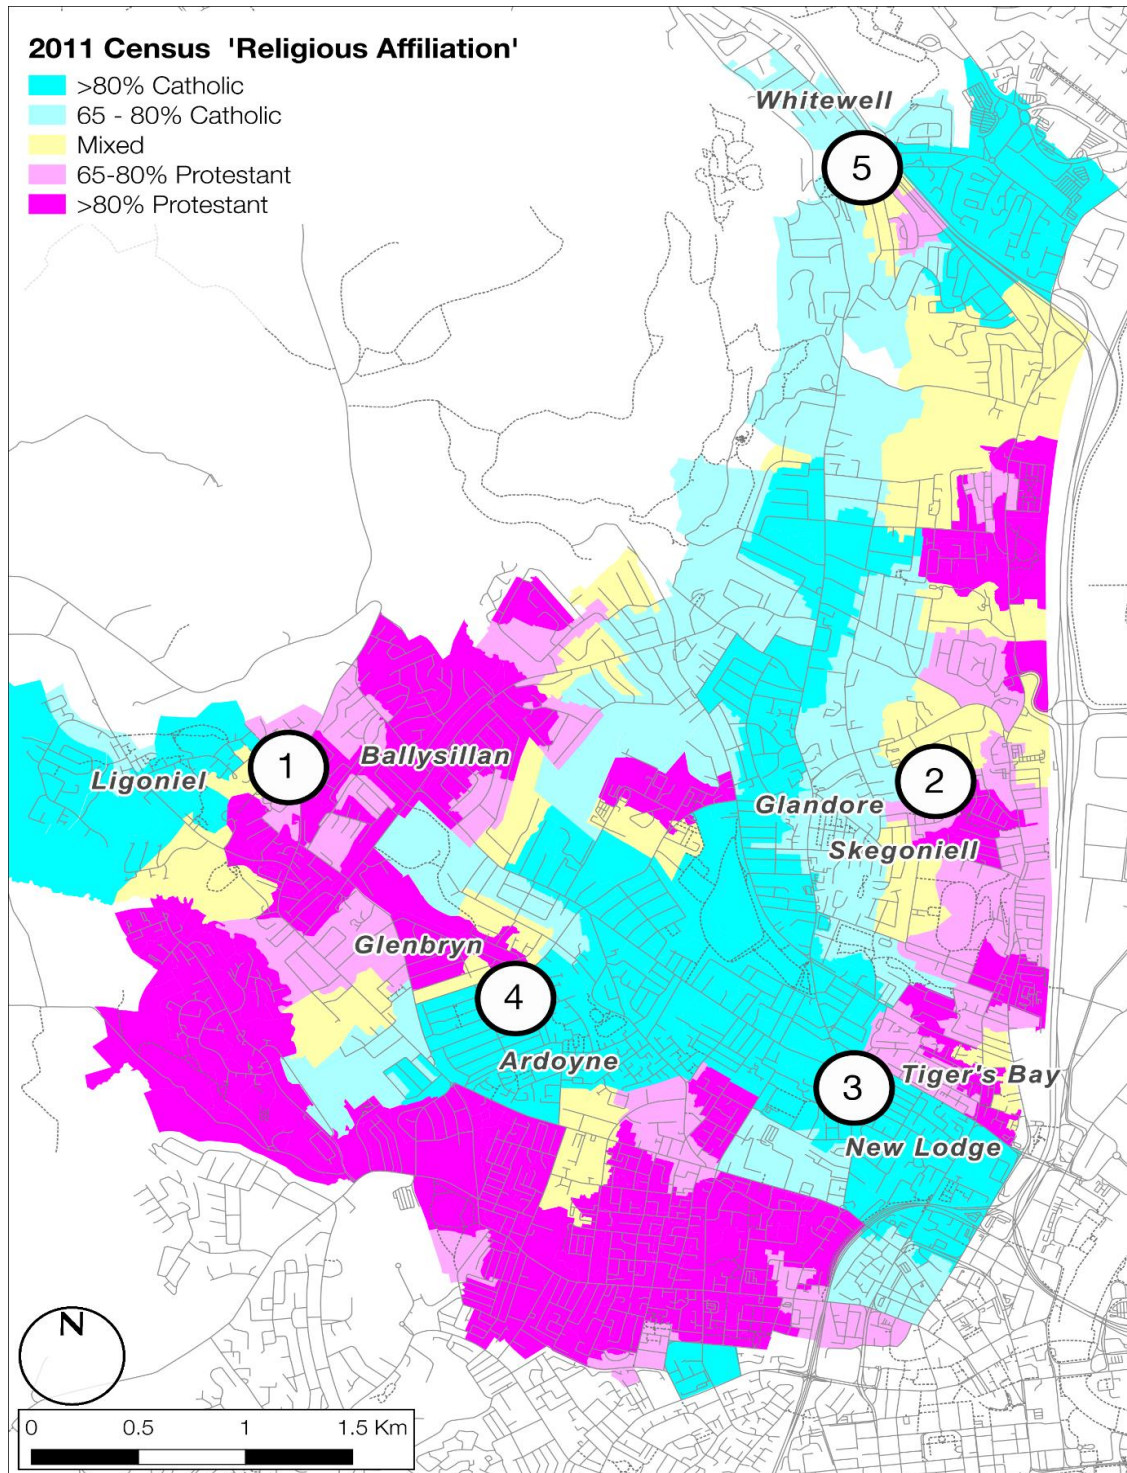 2011 Census 'Religious Affiliation'
>80% Catholic
65 - 80% Catholic
Mixed
65-80% Protestant
>80% Protestant
Whitewell
5
Ligoniel
1
Ballysillan
2
Glandore
Skegoniell
Glenbryn
4
Ardoyne
3
Tiger's Bay
New Lodge
N
0 0.5 1 1.5 Km